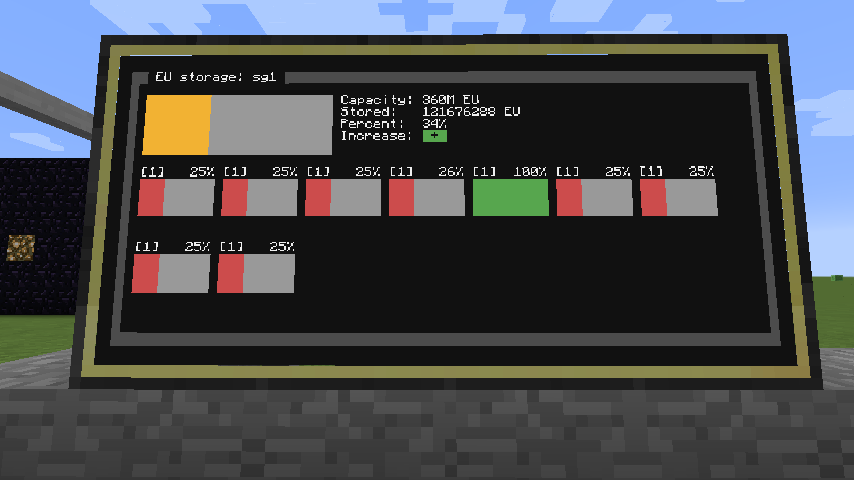 EU storage: sg1
Capacity: 360M EU
Stored: 121676288 EU
Percent: 34%
Increase: +
[1] 25% [1] 25% [1] 25% [1] 26% [1] 100% [1] 25% [1] 25%
[1] 25% [1] 25%